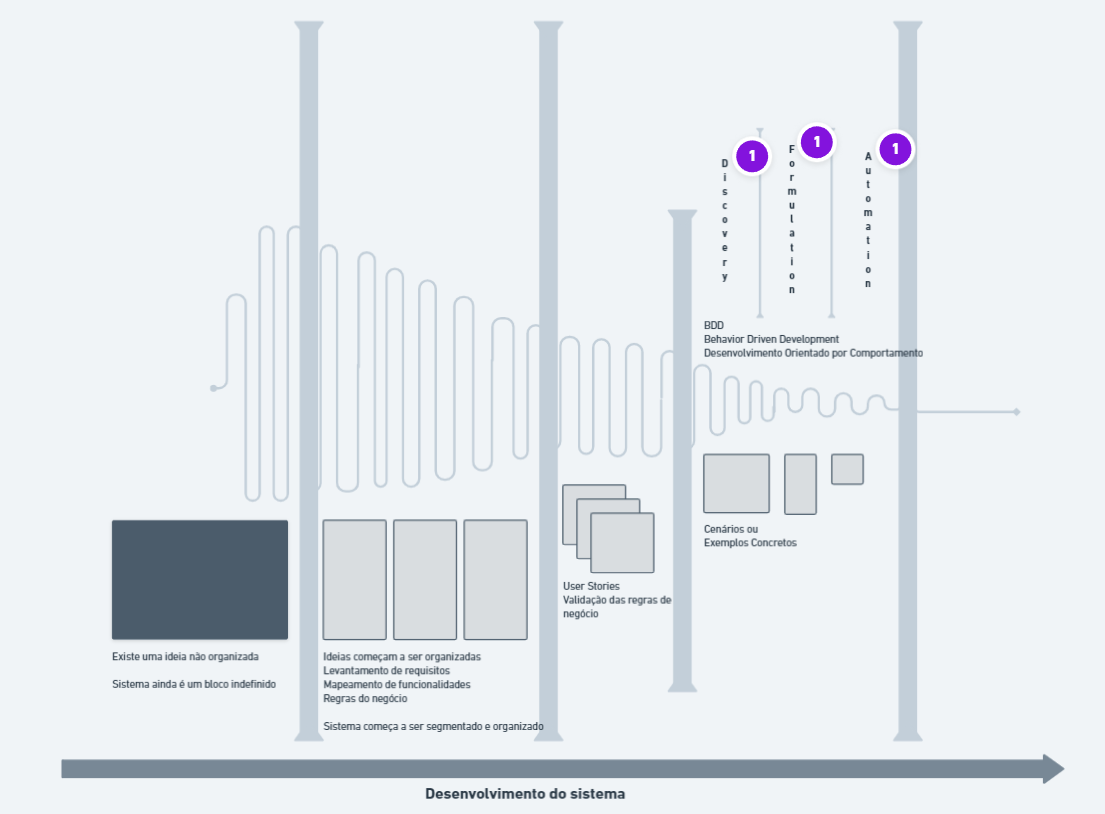 Discovery
1
Formulation
1
Automation
1
BDD
Behavior Driven Development
Desenvolvimento Orientado por Comportamento
Cenários ou
Exemplos Concretos
User Stories
Validação das regras de
negócio
Existe uma ideia não organizada
Sistema ainda é um bloco indefinido
Ideias começam a ser organizadas
Levantamento de requisitos
Mapeamento de funcionalidades
Regras do negócio
Sistema começa a ser segmentado e organizado
Desenvolvimento do sistema